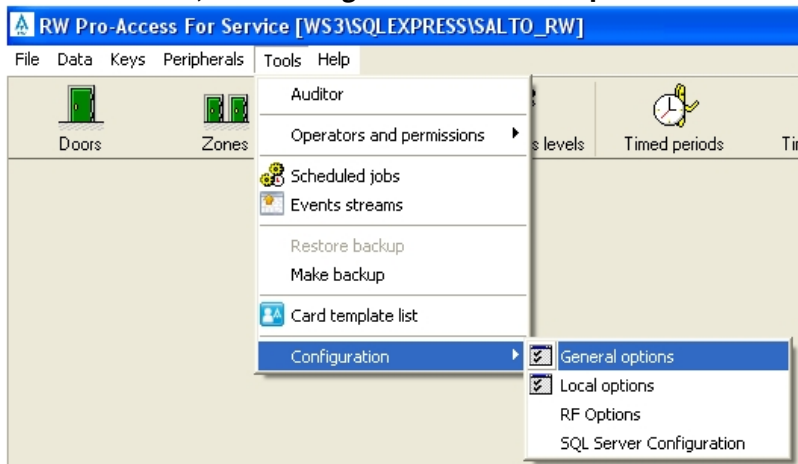 RW Pro-Access For Service [WS3\SQLEXPRESS\SALTO_RW]
File Data Keys Peripherals Tools Help
Doors
Zones
s levels
Timed periods
Auditor
Operators and permissions
Scheduled jobs
Events streams
Restore backup
Make backup
Card template list
Configuration
General options
Local options
RF Options
SQL Server Configuration